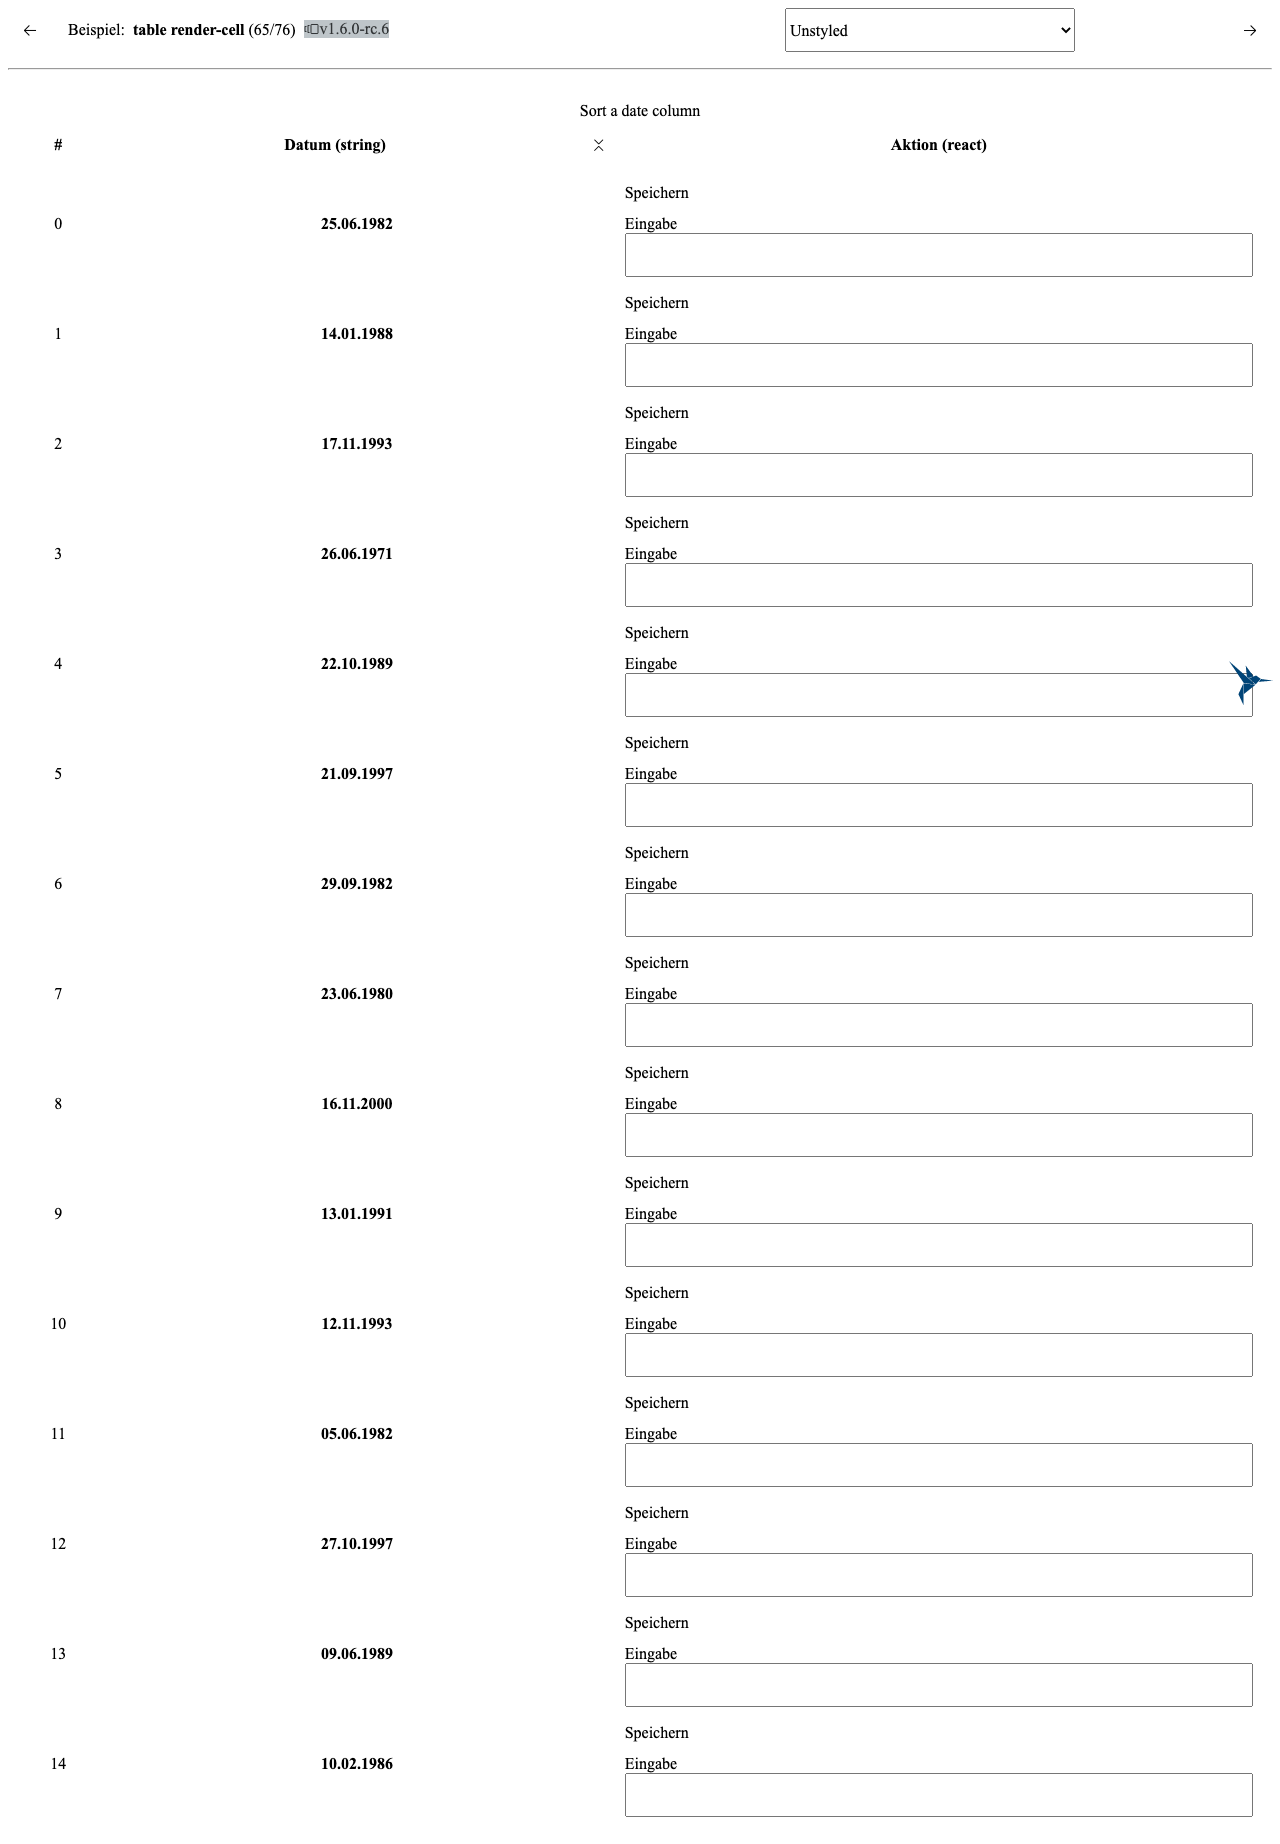 Beispiel: table render-cell (65/76) v1.6.0-rc.6 Unstyled
Sort a date column
# Datum (string) Aktion (react)
Speichern
0 25.06.1982 Eingabe
Speichern
1 14.01.1988 Eingabe
Speichern
2 17.11.1993 Eingabe
Speichern
3 26.06.1971 Eingabe
Speichern
4 22.10.1989 Eingabe
Speichern
5 21.09.1997 Eingabe
Speichern
6 29.09.1982 Eingabe
Speichern
7 23.06.1980 Eingabe
Speichern
8 16.11.2000 Eingabe
Speichern
9 13.01.1991 Eingabe
Speichern
10 12.11.1993 Eingabe
Speichern
11 05.06.1982 Eingabe
Speichern
12 27.10.1997 Eingabe
Speichern
13 09.06.1989 Eingabe
Speichern
14 10.02.1986 Eingabe